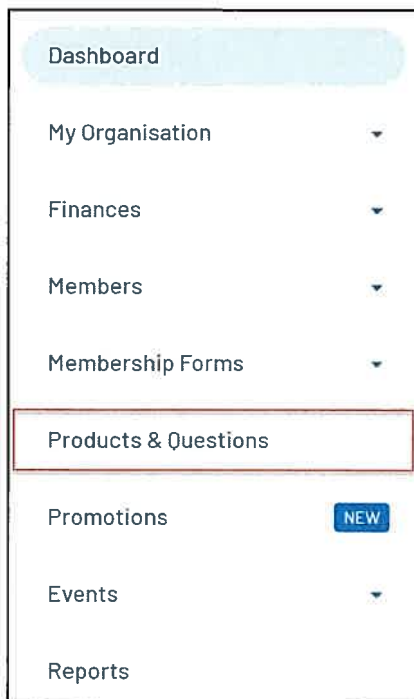 Dashboard
My Organisation
Finances
Members
Membership Forms
Products & Questions
Promotions NEW
Events
Reports